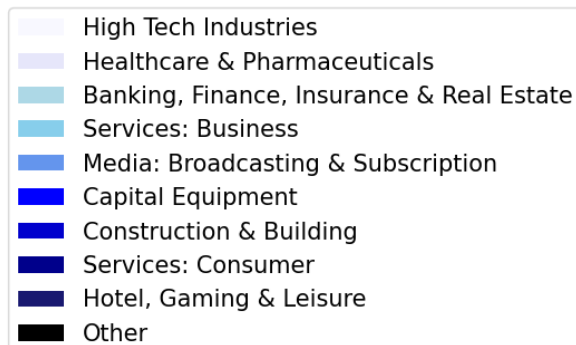 High Tech Industries
Healthcare & Pharmaceuticals
Banking, Finance, Insurance & Real Estate
Services: Business
Media: Broadcasting & Subscription
Capital Equipment
Construction & Building
Services: Consumer
Hotel, Gaming & Leisure
Other